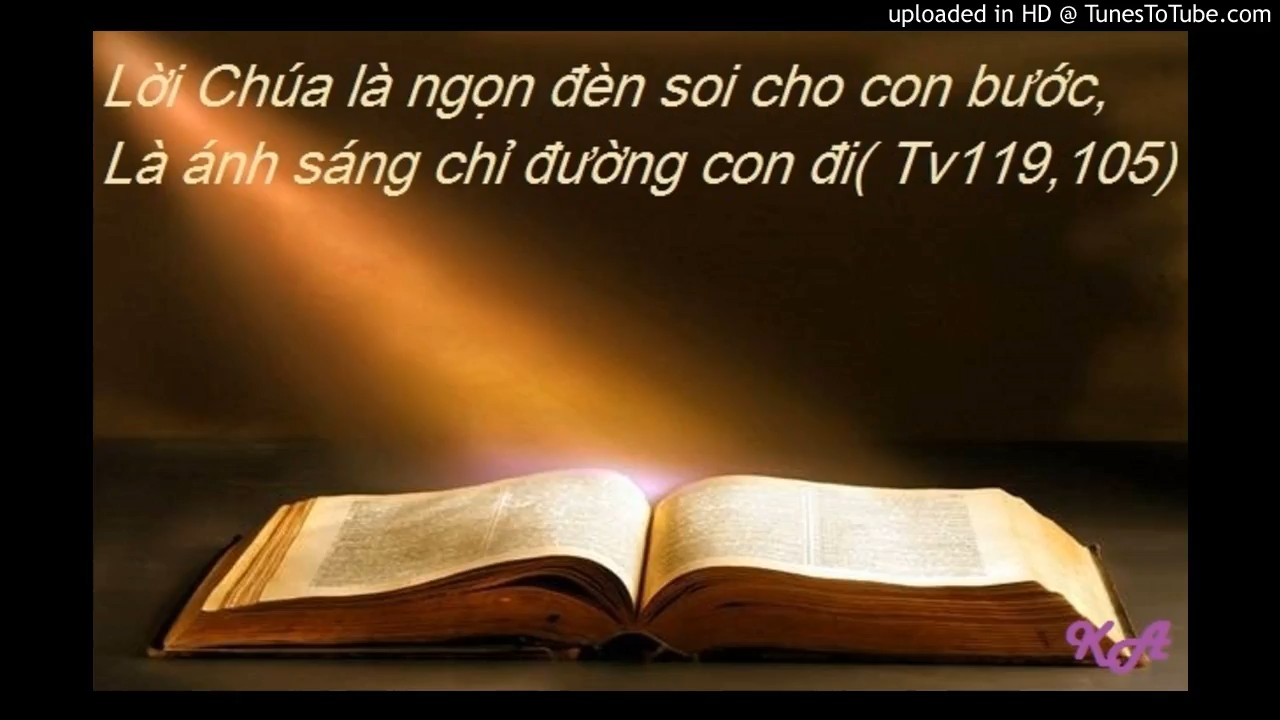 uploaded in HD @ TunesToTube.com
Lời Chúa là ngọn đèn soi cho con bước,
Là ánh sáng chỉ đường con đi( Tv119,105)
KA